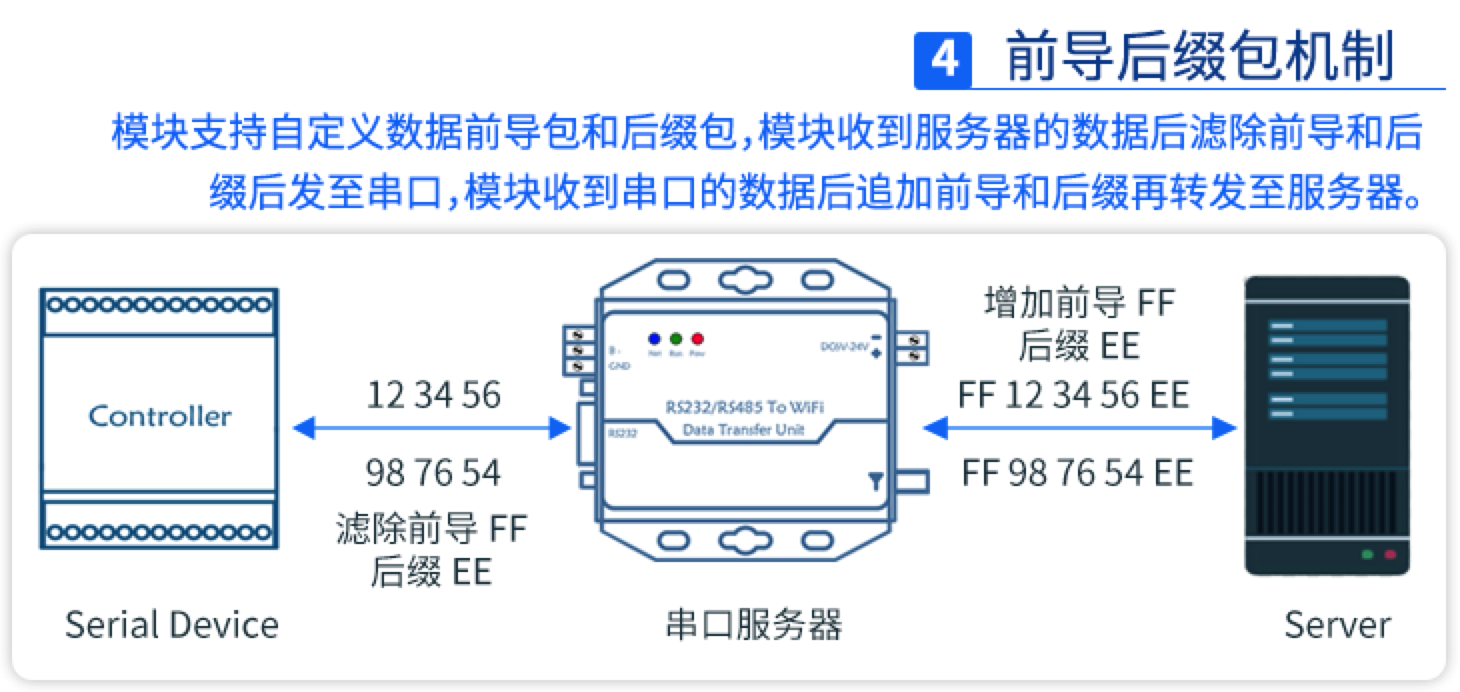 4 前导后缀包机制
模块支持自定义数据前导包和后缀包,模块收到服务器的数据后滤除前导和后
缀后发至串口,模块收到串口的数据后追加前导和后缀再转发至服务器。
Controller
12 34 56
98 76 54
滤除前导 FF
后缀 EE
Serial Device
Net Run Pow
B -
GND
DC5V-24V
RS232/RS485 To WiFi
Data Transfer Unit
RS232
串口服务器
增加前导 FF
后缀 EE
FF 12 34 56 EE
FF 98 76 54 EE
Server